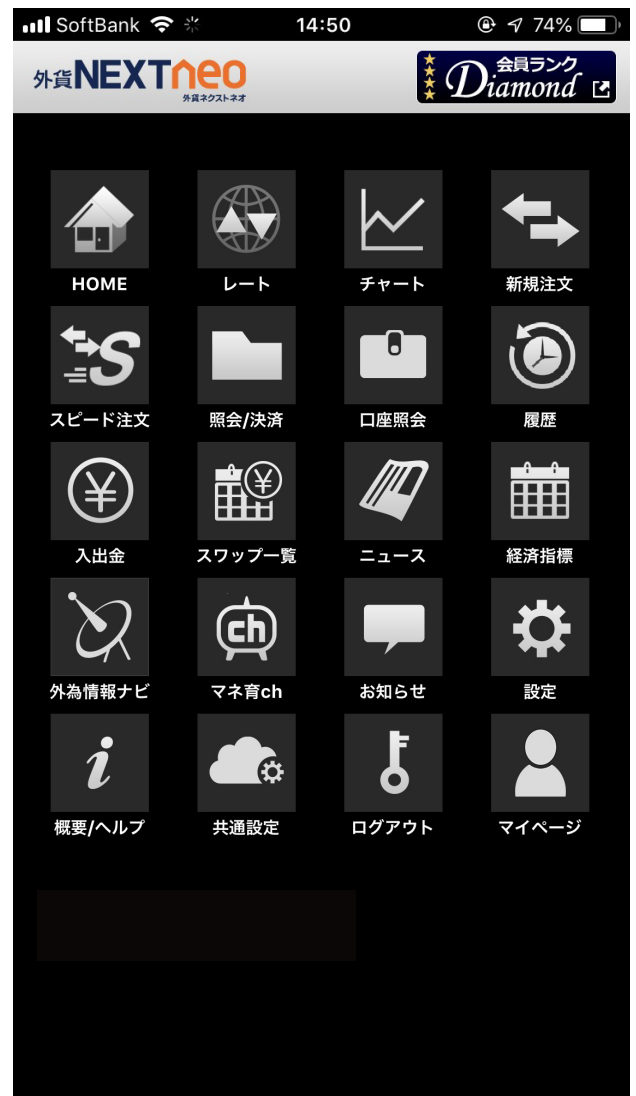 SoftBank 14:50 74%
外貨NEXTneo
外貨ネクストネオ
会員ランク
Diamond
HOME レート チャート 新規注文
S
スピード注文 照会/決済 口座照会 履歴
¥ ¥
入出金 スワップ一覧 ニュース 経済指標
ch
外為情報ナビ マネ育ch お知らせ 設定
i
概要/ヘルプ 共通設定 ログアウト マイページ